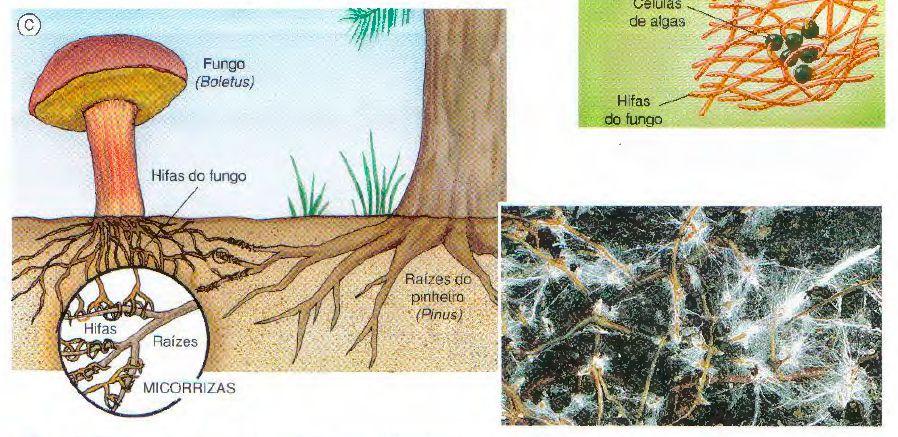 C
Fungo
(Boletus)
Hifas do fungo
Raízes do
pinheiro
(Pinus)
Hifas
Raízes
MICORRIZAS
Células
de algas
Hifas
do fungo